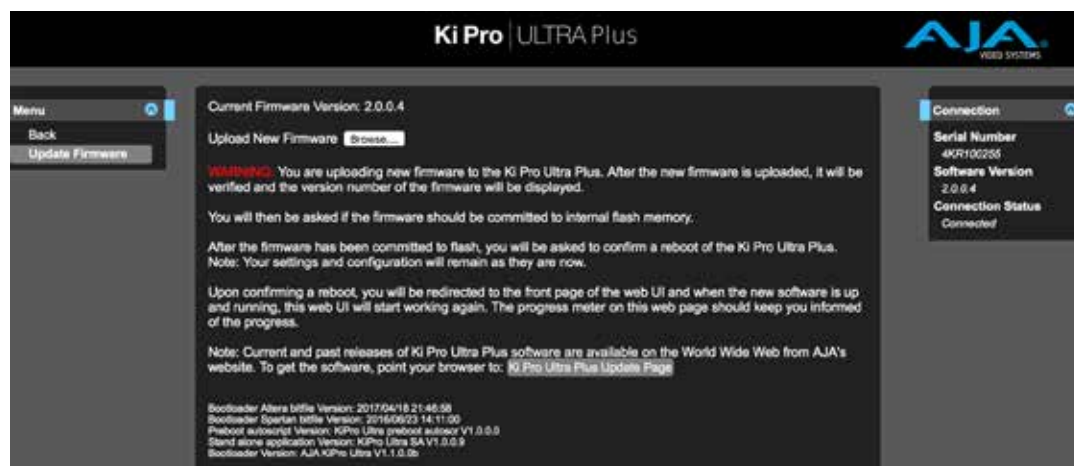 Ki Pro ULTRA Plus
AJA
VIDEO SYSTEMS
Menu
Back
Update Firmware
Current Firmware Version: 2.0.0.4
Upload New Firmware Browse...
WARNING: You are uploading new firmware to the Ki Pro Ultra Plus. After the new firmware is uploaded, it will be
verified and the version number of the firmware will be displayed.
You will then be asked if the firmware should be committed to internal flash memory.
After the firmware has been committed to flash, you will be asked to confirm a reboot of the Ki Pro Ultra Plus.
Note: Your settings and configuration will remain as they are now.
Upon confirming a reboot, you will be redirected to the front page of the web UI and when the new software is up
and running, this web UI will start working again. The progress meter on this web page should keep you informed
of the progress.
Note: Current and past releases of Ki Pro Ultra Plus software are available on the World Wide Web from AJA's
website. To get the software, point your browser to: Ki Pro Ultra Plus Update Page
Bootloader Altera bitfile Version: 2017/04/18 21:46:58
Bootloader Spartan bitfile Version: 2016/06/23 14:11:00
Preboot autoscript Version: KiPro Ultra preboot autoscr V1.0.0.0
Stand alone application Version: KiPro Ultra SA V1.0.0.9
Bootloader Version: AJA KiPro Ultra V1.1.0.0b
Connection
Serial Number
4KR100255
Software Version
2.0.0.4
Connection Status
Connected